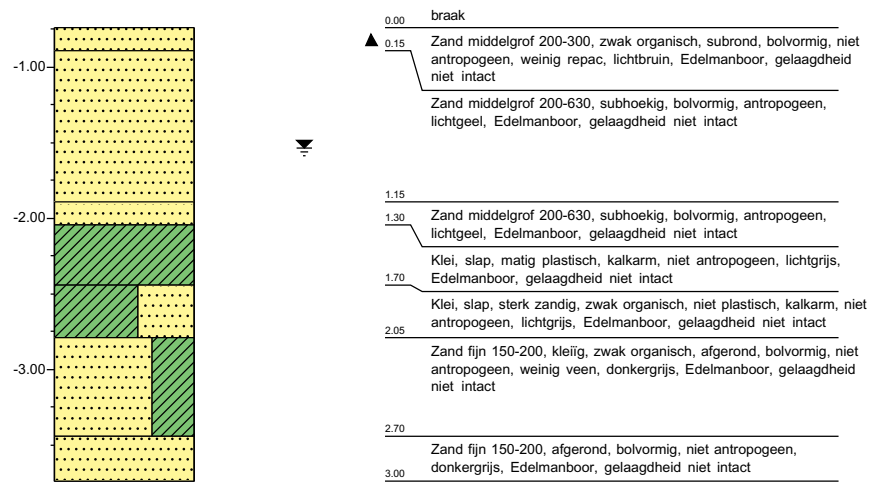 braak
0.00
Zand middelgrof 200-300, zwak organisch, subrond, bolvormig, niet
0.15
antropogeen, weinig repac, lichtbruin, Edelmanboor, gelaagdheid
niet intact
-1.00
Zand middelgrof 200-630, subhoekig, bolvormig, antropogeen,
lichtgeel, Edelmanboor, gelaagdheid niet intact
1.15
-2.00
1.30
Zand middelgrof 200-630, subhoekig, bolvormig, antropogeen,
lichtgeel, Edelmanboor, gelaagdheid niet intact
Klei, slap, matig plastisch, kalkarm, niet antropogeen, lichtgrijs,
1.70
Edelmanboor, gelaagdheid niet intact
Klei, slap, sterk zandig, zwak organisch, niet plastisch, kalkarm, niet
antropogeen, lichtgrijs, Edelmanboor, gelaagdheid niet intact
2.05
Zand fijn 150-200, kleiïg, zwak organisch, afgerond, bolvormig, niet
-3.00
antropogeen, weinig veen, donkergrijs, Edelmanboor, gelaagdheid
niet intact
2.70
Zand fijn 150-200, afgerond, bolvormig, niet antropogeen,
donkergrijs, Edelmanboor, gelaagdheid niet intact
3.00